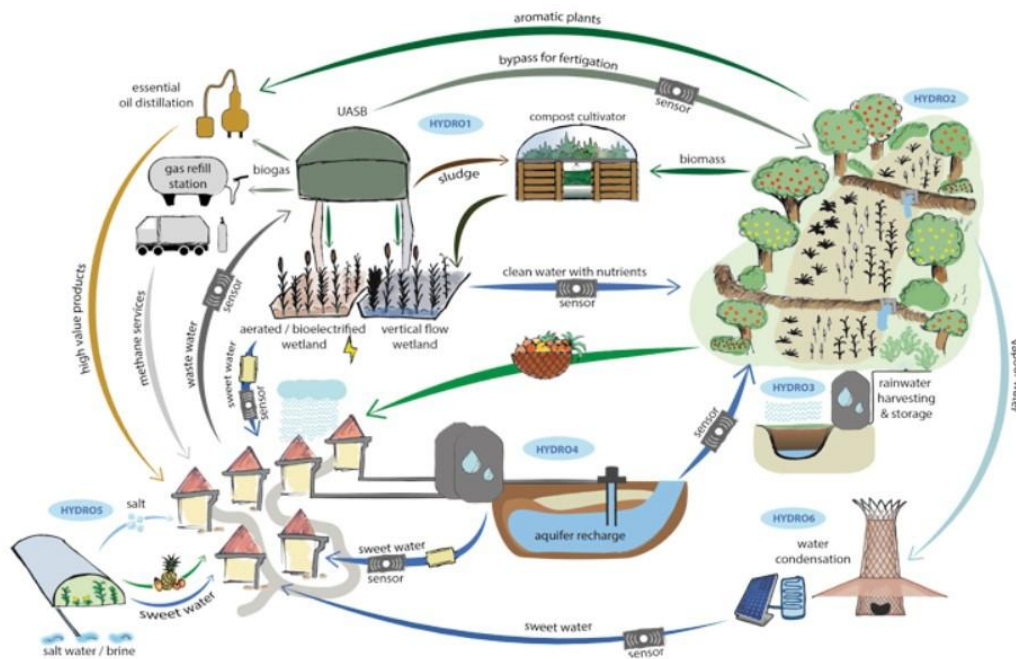 aromatic plants
bypass for fertigation
sensor
essential
oil distillation
UASB
HYDRO1
compost cultivator
HYDRO2
gas refill
station
biogas
sludge
biomass
high value products
methane services
waste water
sensor
clean water with nutrients
sensor
aerated / bioelectrified
wetland
vertical flow
wetland
sweet water
sensor
HYDRO3
rainwater
harvesting
& storage
vapour water
sensor
HYDRO4
aquifer recharge
HYDRO5
salt
sweet water
sensor
HYDRO6
water
condensation
sweet water
salt water / brine
sweet water
sensor